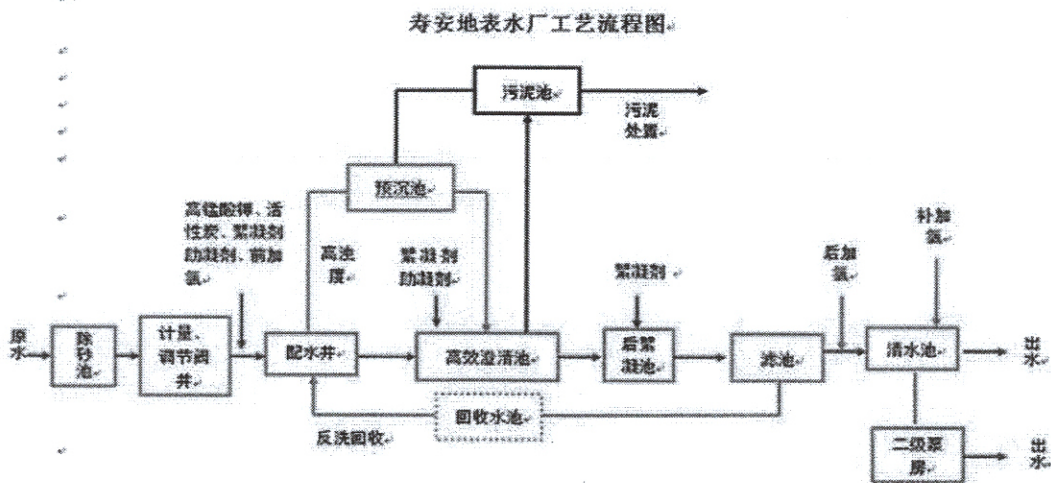 寿安地表水厂工艺流程图
污泥池
污泥
处置
预沉池
高锰酸钾、活
性炭、絮凝剂
助凝剂、前加
氯
高浊
度
絮凝剂
助凝剂
絮凝剂
后加
氯
补加
氯
原
水
除
砂
池
计量、
调节阀
井
配水井
高效澄清池
后絮
凝池
滤池
清水池
出
水
反洗回收
回收水池
二级泵
房
出
水